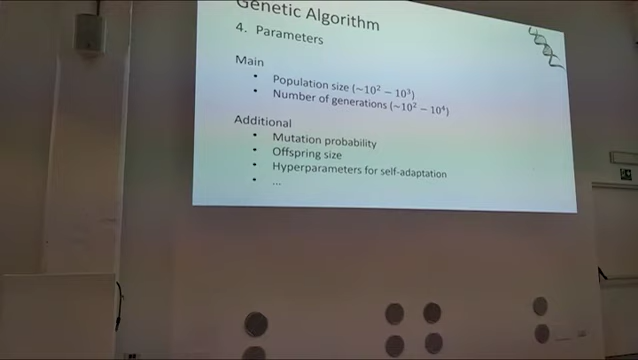 Genetic Algorithm
4. Parameters
Main
• Population size (~10² – 10³)
• Number of generations (~10² – 10⁴)
Additional
• Mutation probability
• Offspring size
• Hyperparameters for self-adaptation
• ...